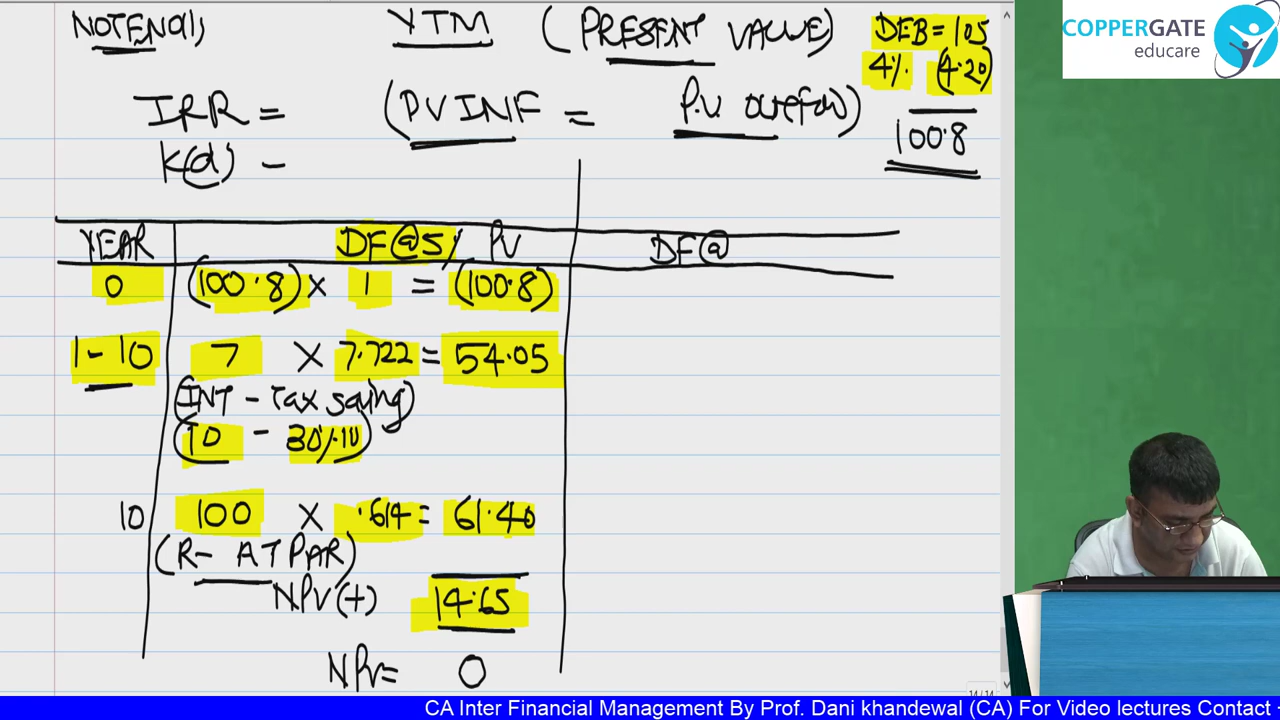 NOTENO1,
YTM (PRESENT VALUE)
DEB = 105
4% (4.20)
100.8
IRR = (PV INF = P.V outflow)
K(d) -
YEAR DF@5% PV DF@
0 (100.8) X 1 = (100.8)
1-10 7 X 7.722 = 54.05
(INT - Tax saving)
(10 - 30%.10)
10 100 X .614 = 61.40
(R- AT PAR)
NPV(+) 14.65
NPV= 0
COPPERGATE
educare
14 / 14
CA Inter Financial Management By Prof. Dani khandewal (CA) For Video lectures Contact -